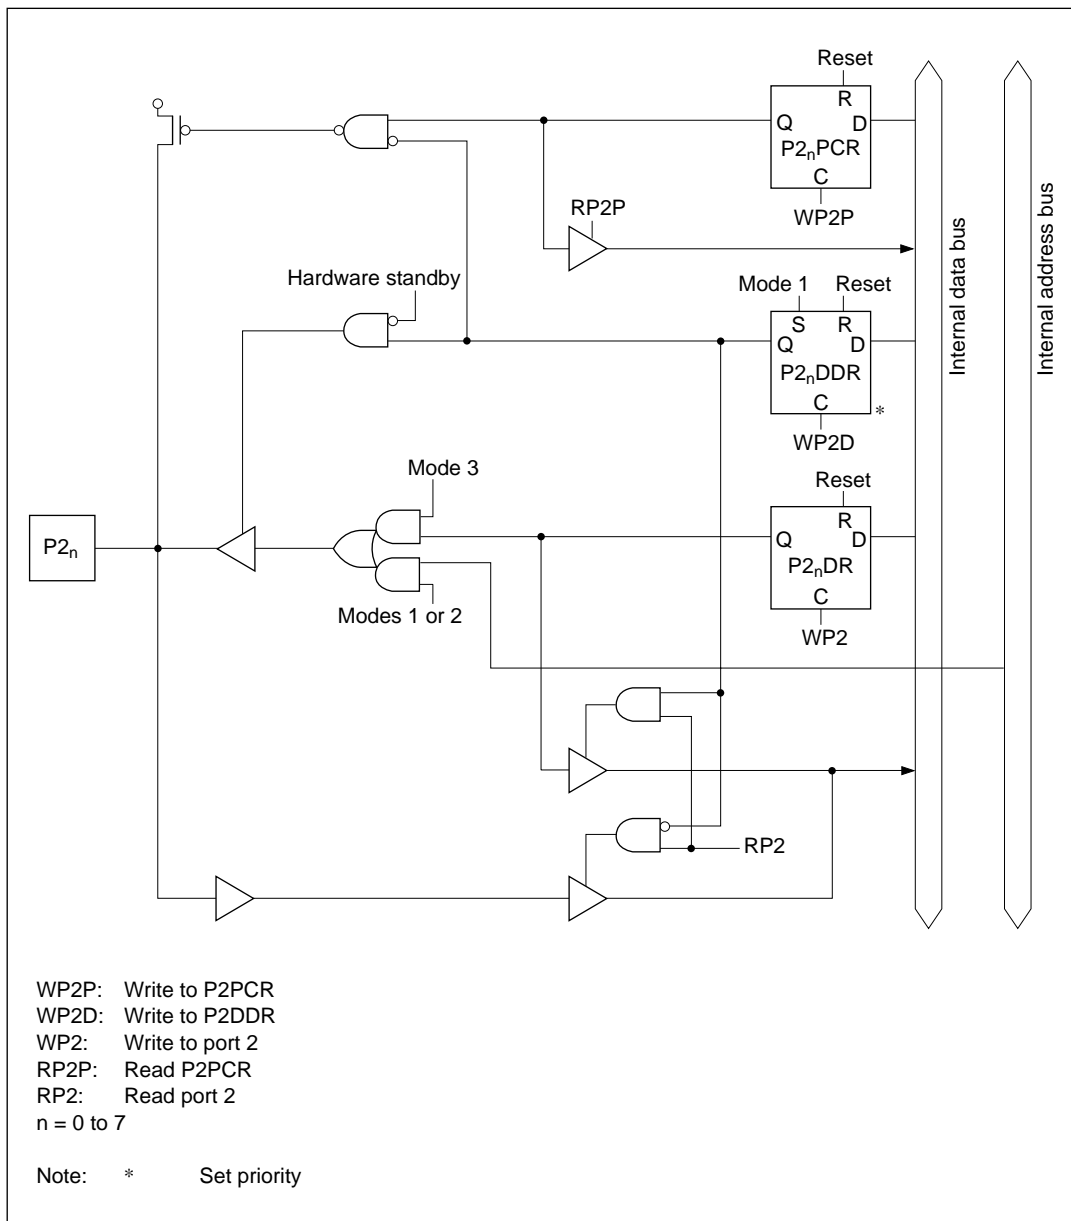 Reset
R
Q D
P2nPCR
C
WP2P
RP2P
Hardware standby
Mode 1 Reset
S R
Q D
P2nDDR
C
*
WP2D
Mode 3
Reset
R
Q D
P2nDR
C
WP2
P2n
Modes 1 or 2
RP2
Internal data bus
Internal address bus
WP2P: Write to P2PCR
WP2D: Write to P2DDR
WP2: Write to port 2
RP2P: Read P2PCR
RP2: Read port 2
n = 0 to 7
Note: * Set priority